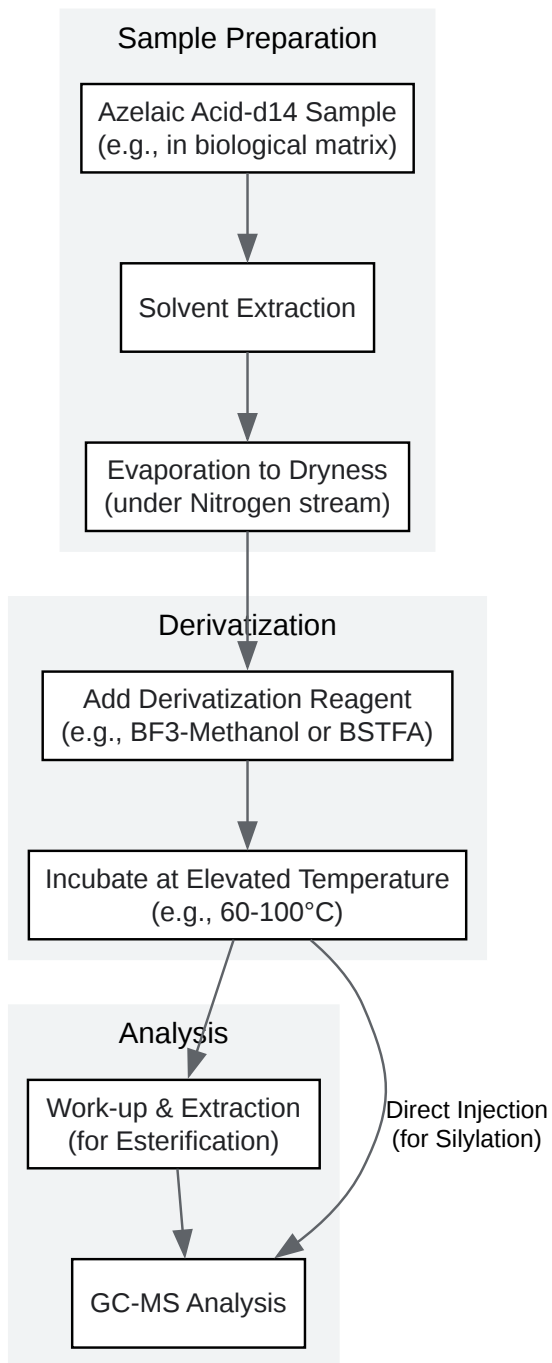 Sample Preparation
Azelaic Acid-d14 Sample
(e.g., in biological matrix)
Solvent Extraction
Evaporation to Dryness
(under Nitrogen stream)
Derivatization
Add Derivatization Reagent
(e.g., BF3-Methanol or BSTFA)
Incubate at Elevated Temperature
(e.g., 60-100°C)
Analysis
Work-up & Extraction
(for Esterification)
Direct Injection
(for Silylation)
GC-MS Analysis